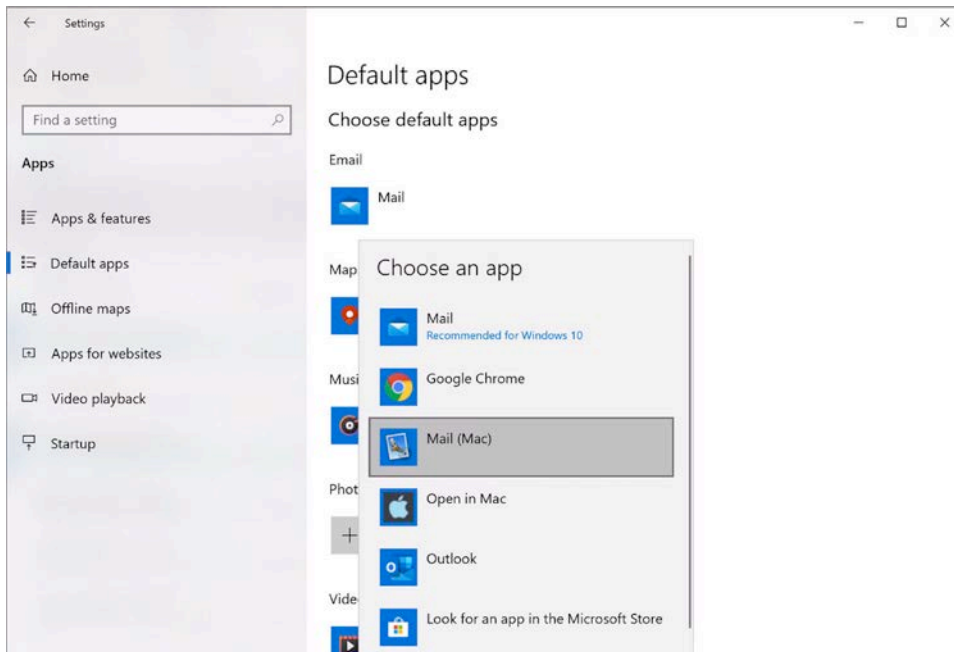 Settings
Home
Find a setting
Apps
Apps & features
Default apps
Offline maps
Apps for websites
Video playback
Startup
Default apps
Choose default apps
Email
Mail
Map
Musi
Phot
Vide
Choose an app
Mail
Recommended for Windows 10
Google Chrome
Mail (Mac)
Open in Mac
Outlook
Look for an app in the Microsoft Store